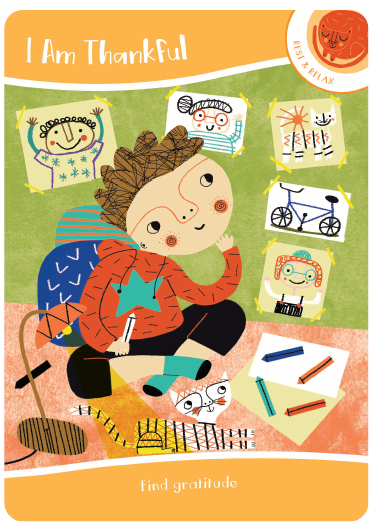 I Am Thankful
REST & RELAX
Find gratitude